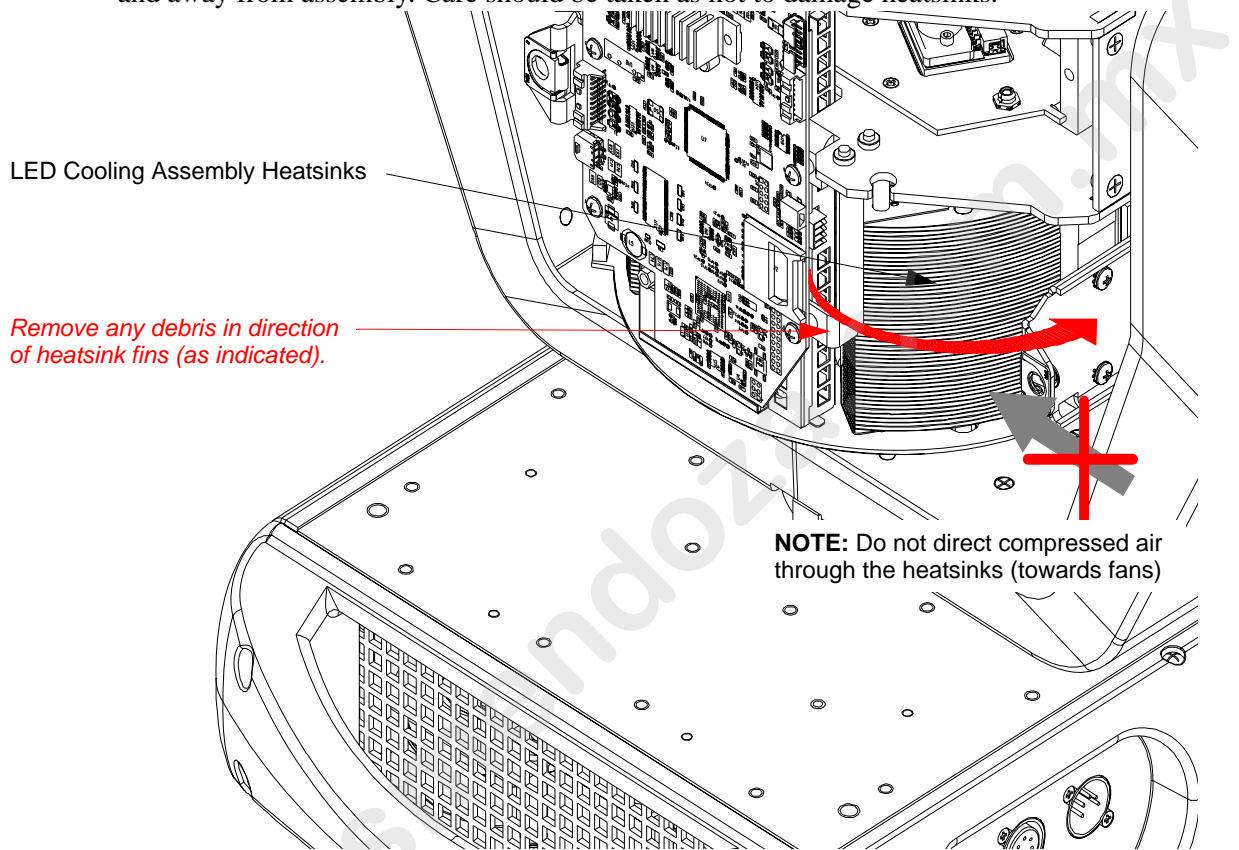 and away from assembly. Care should be taken as not to damage heatsinks.
LED Cooling Assembly Heatsinks
Remove any debris in direction
of heatsink fins (as indicated).
NOTE: Do not direct compressed air
through the heatsinks (towards fans)